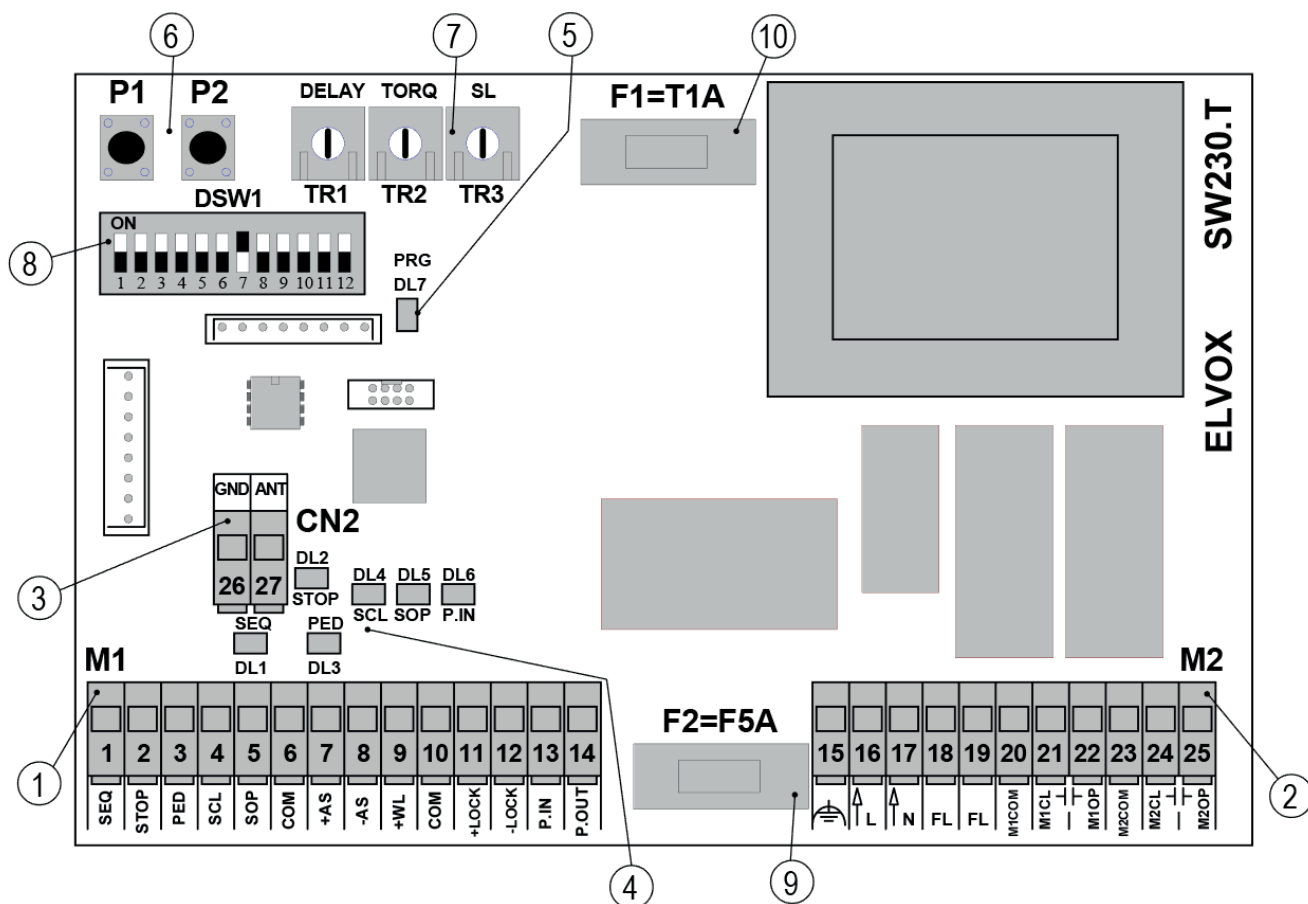 6
7
5
10
P1 P2
DELAY TORQ SL
F1=T1A
TR1 TR2 TR3
DSW1
ON
1 2 3 4 5 6 7 8 9 10 11 12
8
PRG
DL7
SW230.T
ELVOX
GND ANT
CN2
26 27
3
DL2
STOP
DL4 DL5 DL6
SCL SOP P.IN
SEQ PED
DL1 DL3
M1
M2
F2=F5A
1 2 3 4 5 6 7 8 9 10 11 12 13 14
SEQ STOP PED SCL SOP COM +AS -AS +WL COM +LOCK -LOCK P.IN P.OUT
15 16 17 18 19 20 21 22 23 24 25
L N FL FL M1COM M1CL M1OP M2COM M2CL M2OP
1
2
4
9